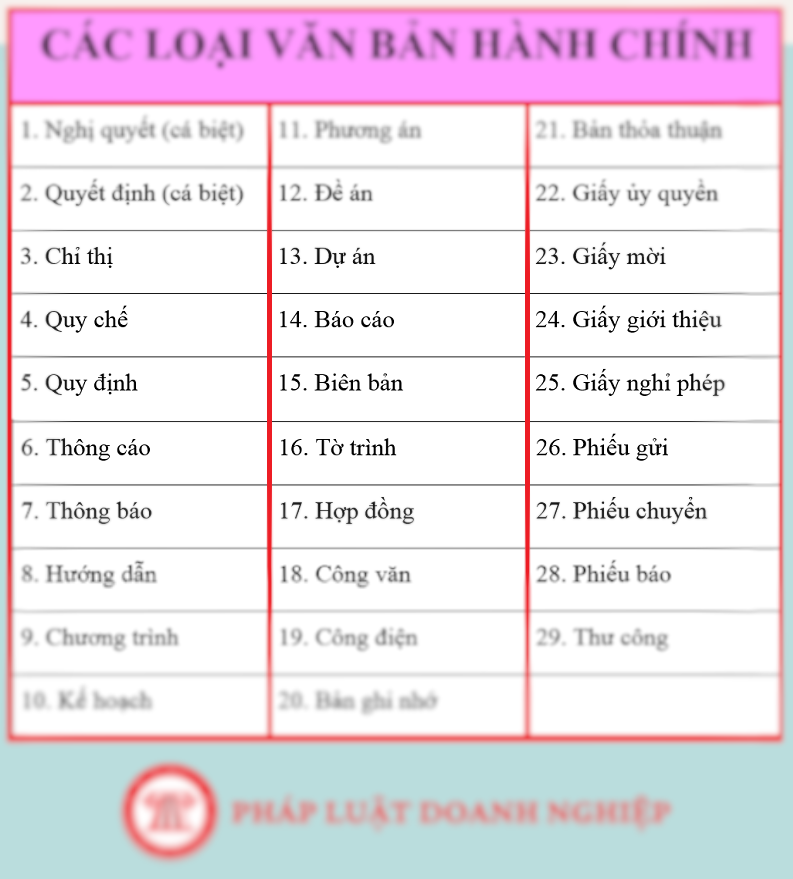 CÁC LOẠI VĂN BẢN HÀNH CHÍNH
1. Nghị quyết (cá biệt)
11. Phương án
21. Bản thỏa thuận
2. Quyết định (cá biệt)
12. Đề án
22. Giấy ủy quyền
3. Chỉ thị
13. Dự án
23. Giấy mời
4. Quy chế
14. Báo cáo
24. Giấy giới thiệu
5. Quy định
15. Biên bản
25. Giấy nghỉ phép
6. Thông cáo
16. Tờ trình
26. Phiếu gửi
7. Thông báo
17. Hợp đồng
27. Phiếu chuyển
8. Hướng dẫn
18. Công văn
28. Phiếu báo
9. Chương trình
19. Công điện
29. Thư công
10. Kế hoạch
20. Bản ghi nhớ
PHÁP LUẬT DOANH NGHIỆP